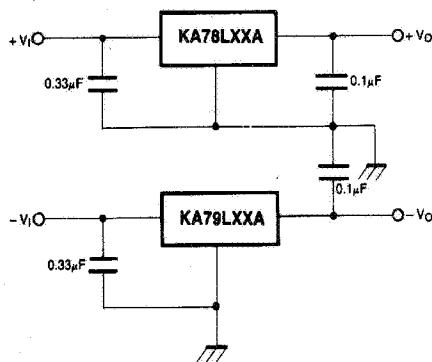 +VI
KA78LXXA
+VO
0.33μF
0.1μF
0.1μF
-VI
KA79LXXA
-VO
0.33μF